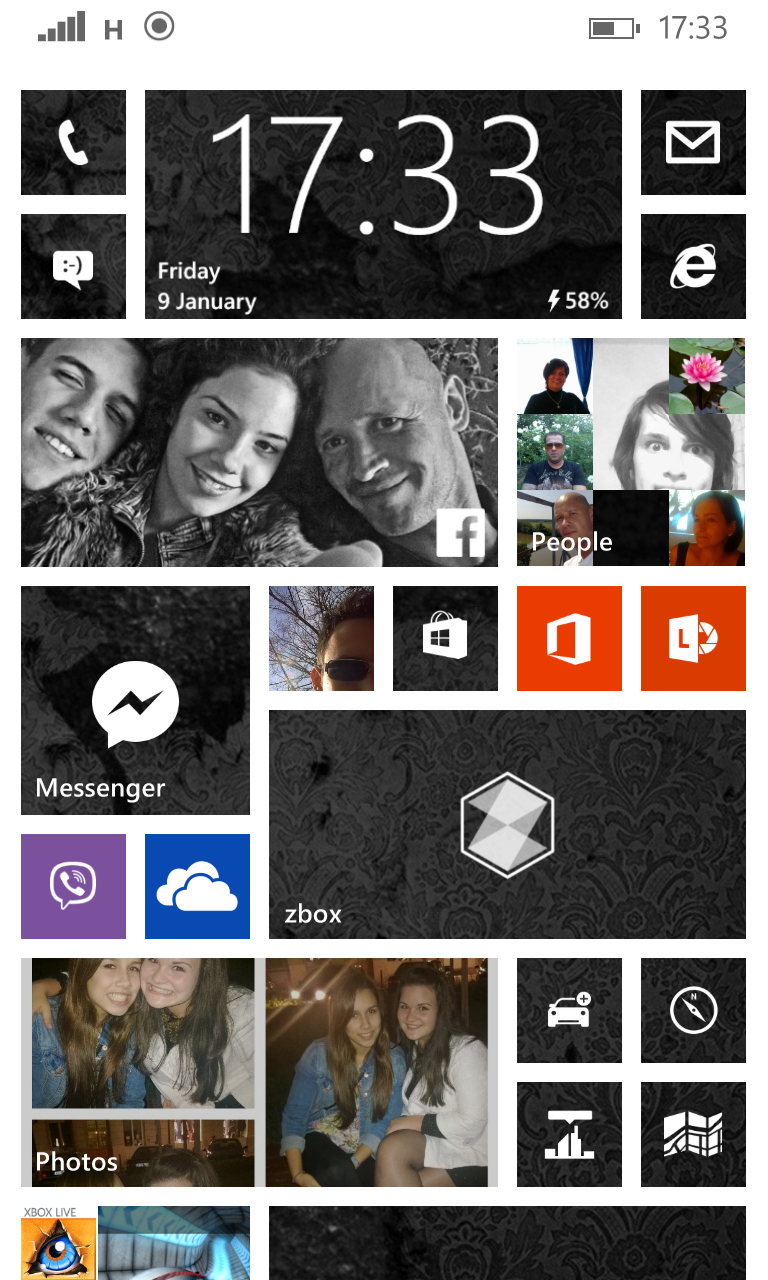 H 17:33
17:33
:-)
Friday
9 January
58%
People
L
Messenger
zbox
N
Photos
XBOX LIVE